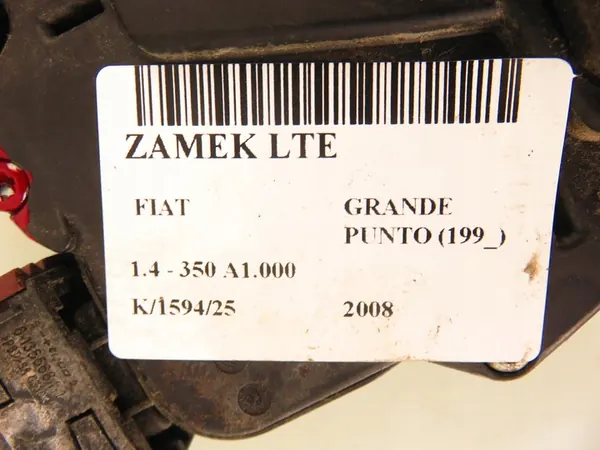 ZAMEK LTE
FIAT GRANDE
PUNTO (199_)
1.4 - 350 A1.000
K/1594/25 2008